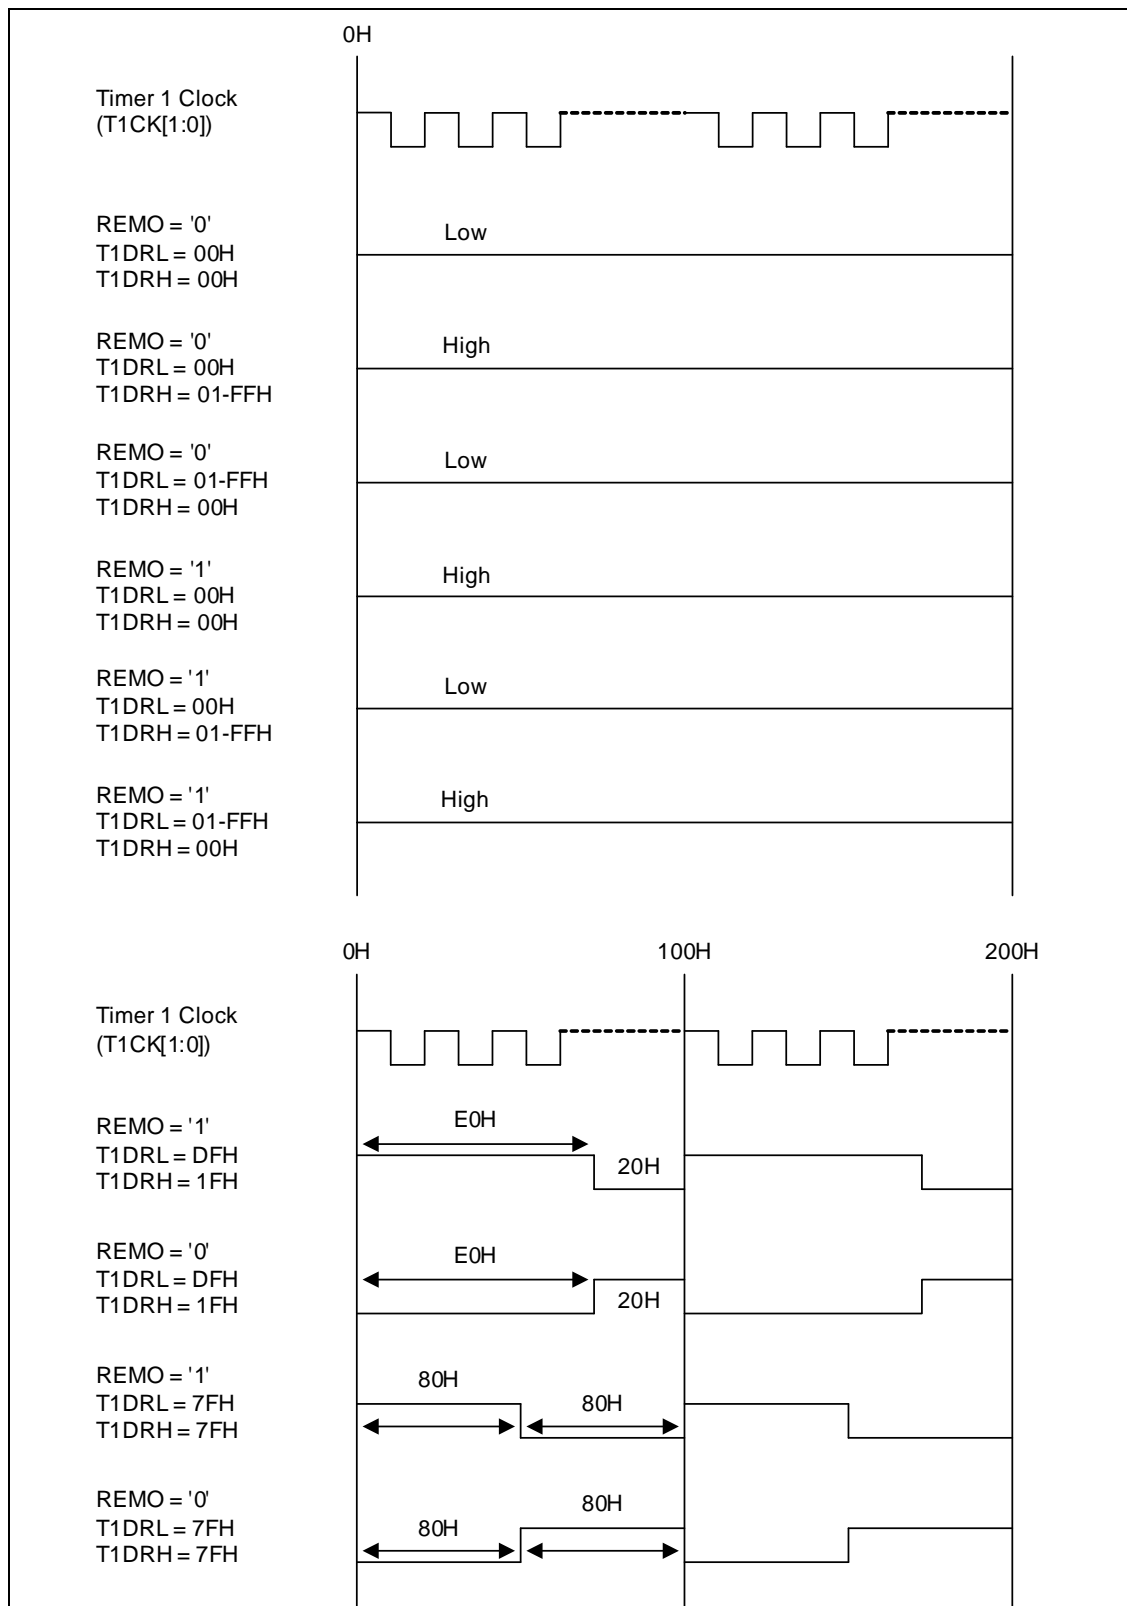 0H
Timer 1 Clock
(T1CK[1:0])
REMO = '0'
T1DRL = 00H
T1DRH = 00H
Low
REMO = '0'
T1DRL = 00H
T1DRH = 01-FFH
High
REMO = '0'
T1DRL = 01-FFH
T1DRH = 00H
Low
REMO = '1'
T1DRL = 00H
T1DRH = 00H
High
REMO = '1'
T1DRL = 00H
T1DRH = 01-FFH
Low
REMO = '1'
T1DRL = 01-FFH
T1DRH = 00H
High
0H 100H 200H
Timer 1 Clock
(T1CK[1:0])
REMO = '1'
T1DRL = DFH
T1DRH = 1FH
E0H
20H
REMO = '0'
T1DRL = DFH
T1DRH = 1FH
E0H
20H
REMO = '1'
T1DRL = 7FH
T1DRH = 7FH
80H
80H
REMO = '0'
T1DRL = 7FH
T1DRH = 7FH
80H
80H